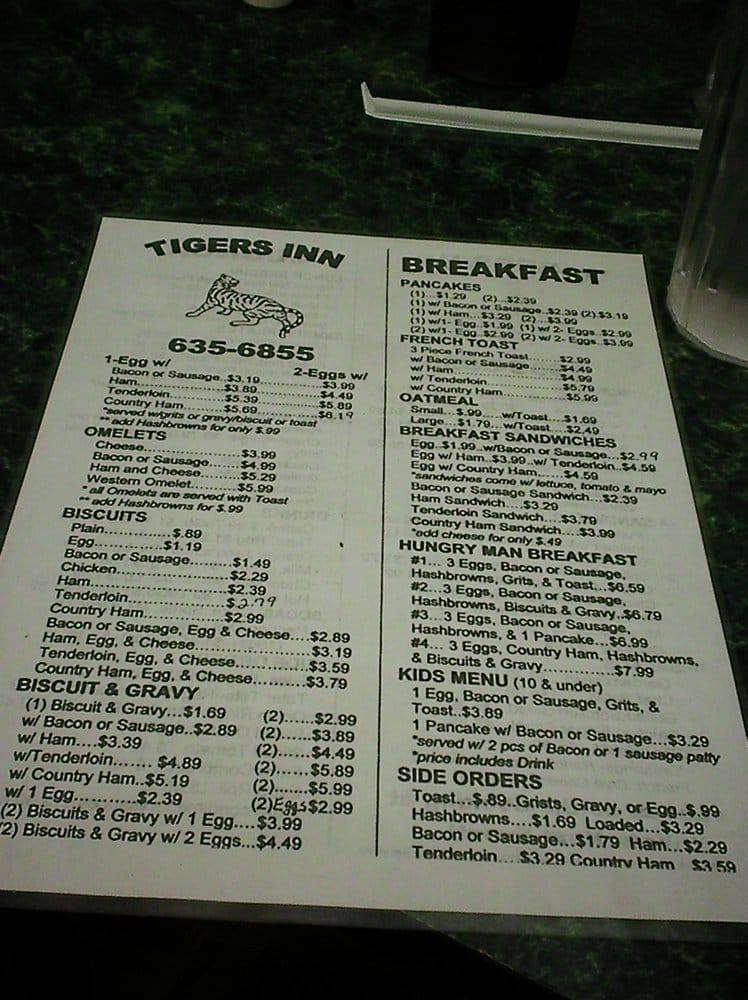 TIGERS INN
635-6855
1-Egg w/ 2-Eggs w/
Bacon or Sausage..$3.19............$3.99
Ham................$3.89................$4.49
Tenderloin.........$5.39...............$5.89
Country Ham.....$5.69..............$6.19
*served w/grits or gravy/biscuit or toast
** add Hashbrowns for only $.99
OMELETS
Cheese......................$3.99
Bacon or Sausage......$4.99
Ham and Cheese.......$5.29
Western Omelet.........$5.99
* all Omelots are served with Toast
** add Hashbrowns for $.99
BISCUITS
Plain..............$.89
Egg..............$1.19
Bacon or Sausage........$1.49
Chicken........................$2.29
Ham.............................$2.39
Tenderloin....................$2.99
Country Ham................$2.99
Bacon or Sausage, Egg & Cheese....$2.89
Ham, Egg, & Cheese.....................$3.19
Tenderloin, Egg, & Cheese.............$3.59
Country Ham, Egg, & Cheese..........$3.79
BISCUIT & GRAVY
(1) Biscuit & Gravy...$1.69 (2)......$2.99
w/ Bacon or Sausage..$2.89 (2)......$3.89
w/ Ham....$3.39 (2)......$4.49
w/Tenderloin....... $4.89 (2)......$5.89
w/ Country Ham..$5.19 (2)......$5.99
w/ 1 Egg...........$2.39 (2)Eggs$2.99
(2) Biscuits & Gravy w/ 1 Egg....$3.99
(2) Biscuits & Gravy w/ 2 Eggs...$4.49
BREAKFAST
PANCAKES
(1)...$1.29 (2)...$2.39
(1) w/ Bacon or Sausage..$2.39 (2).$3.19
(1) w/ Ham...$3.29 (2)...$3.99
(1) w/1- Egg..$1.99 (1) w/ 2- Eggs..$2.99
(2) w/1- Egg..$2.99 (2) w/ 2- Eggs..$3.99
FRENCH TOAST
3 Piece French Toast........$2.99
w/ Bacon or Sausage........$4.49
w/ Ham...........................$4.99
w/ Tenderloin...................$5.79
w/ Country Ham...............$5.99
OATMEAL
Small...$.99....w/Toast....$1.69
Large...$1.79...w/Toast...$2.49
BREAKFAST SANDWICHES
Egg..$1.99..w/Bacon or Sausage...$2.99
Egg w/ Ham..$3.99..w/ Tenderloin..$4.59
Egg w/ Country Ham......$4.59
*sandwiches come w/ lettuce, tomato & mayo
Bacon or Sausage Sandwich...$2.39
Ham Sandwich....$3.29
Tenderloin Sandwich....$3.79
Country Ham Sandwich....$3.99
*add cheese for only $.49
HUNGRY MAN BREAKFAST
#1... 3 Eggs, Bacon or Sausage,
Hashbrowns, Grits, & Toast...$6.59
#2... 3 Eggs, Bacon or Sausage,
Hashbrowns, Biscuits & Gravy..$6.79
#3... 3 Eggs, Bacon or Sausage,
Hashbrowns, & 1 Pancake...$6.99
#4... 3 Eggs, Country Ham, Hashbrowns,
& Biscuits & Gravy..............$7.99
KIDS MENU (10 & under)
1 Egg, Bacon or Sausage, Grits, &
Toast..$3.89
1 Pancake w/ Bacon or Sausage...$3.29
*served w/ 2 pcs of Bacon or 1 sausage patty
*price includes Drink
SIDE ORDERS
Toast...$.89..Grists, Gravy, or Egg..$.99
Hashbrowns....$1.69 Loaded...$3.29
Bacon or Sausage...$1.79 Ham...$2.29
Tenderloin....$3.29 Country Ham $3.59